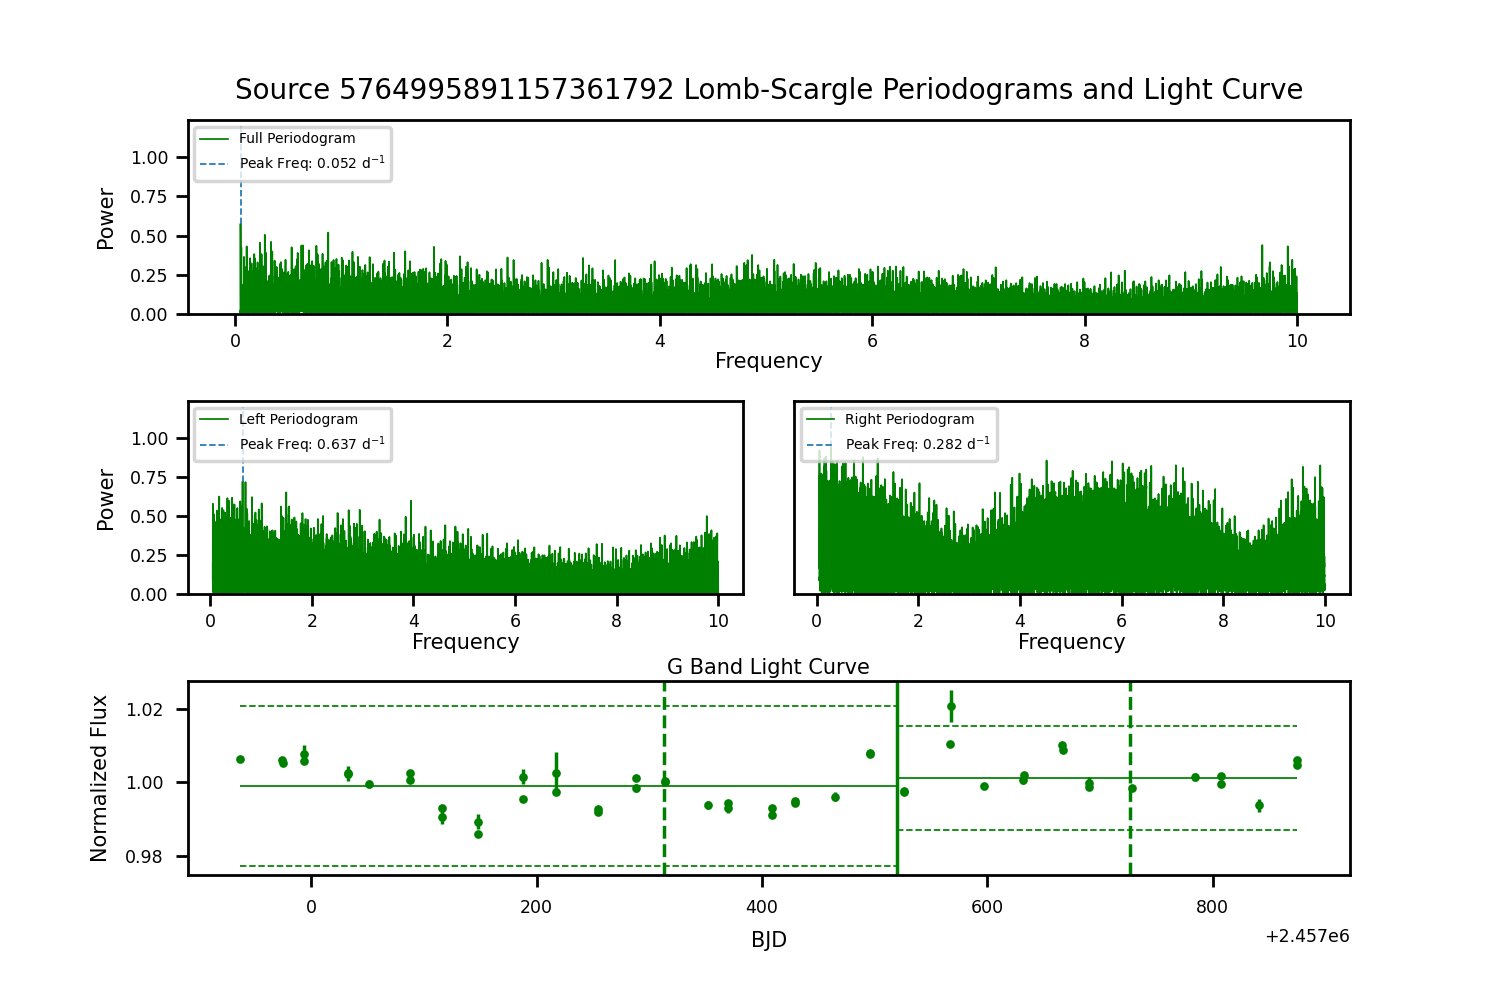 Source 5764995891157361792 Lomb-Scargle Periodograms and Light Curve
Full Periodogram
Peak Freq: 0.052 d⁻¹
Power
1.00
0.75
0.50
0.25
0.00
0 2 4 6 8 10
Frequency
Left Periodogram
Peak Freq: 0.637 d⁻¹
Power
1.00
0.75
0.50
0.25
0.00
0 2 4 6 8 10
Frequency
Right Periodogram
Peak Freq: 0.282 d⁻¹
0 2 4 6 8 10
Frequency
G Band Light Curve
Normalized Flux
1.02
1.00
0.98
0 200 400 600 800
BJD
+2.457e6